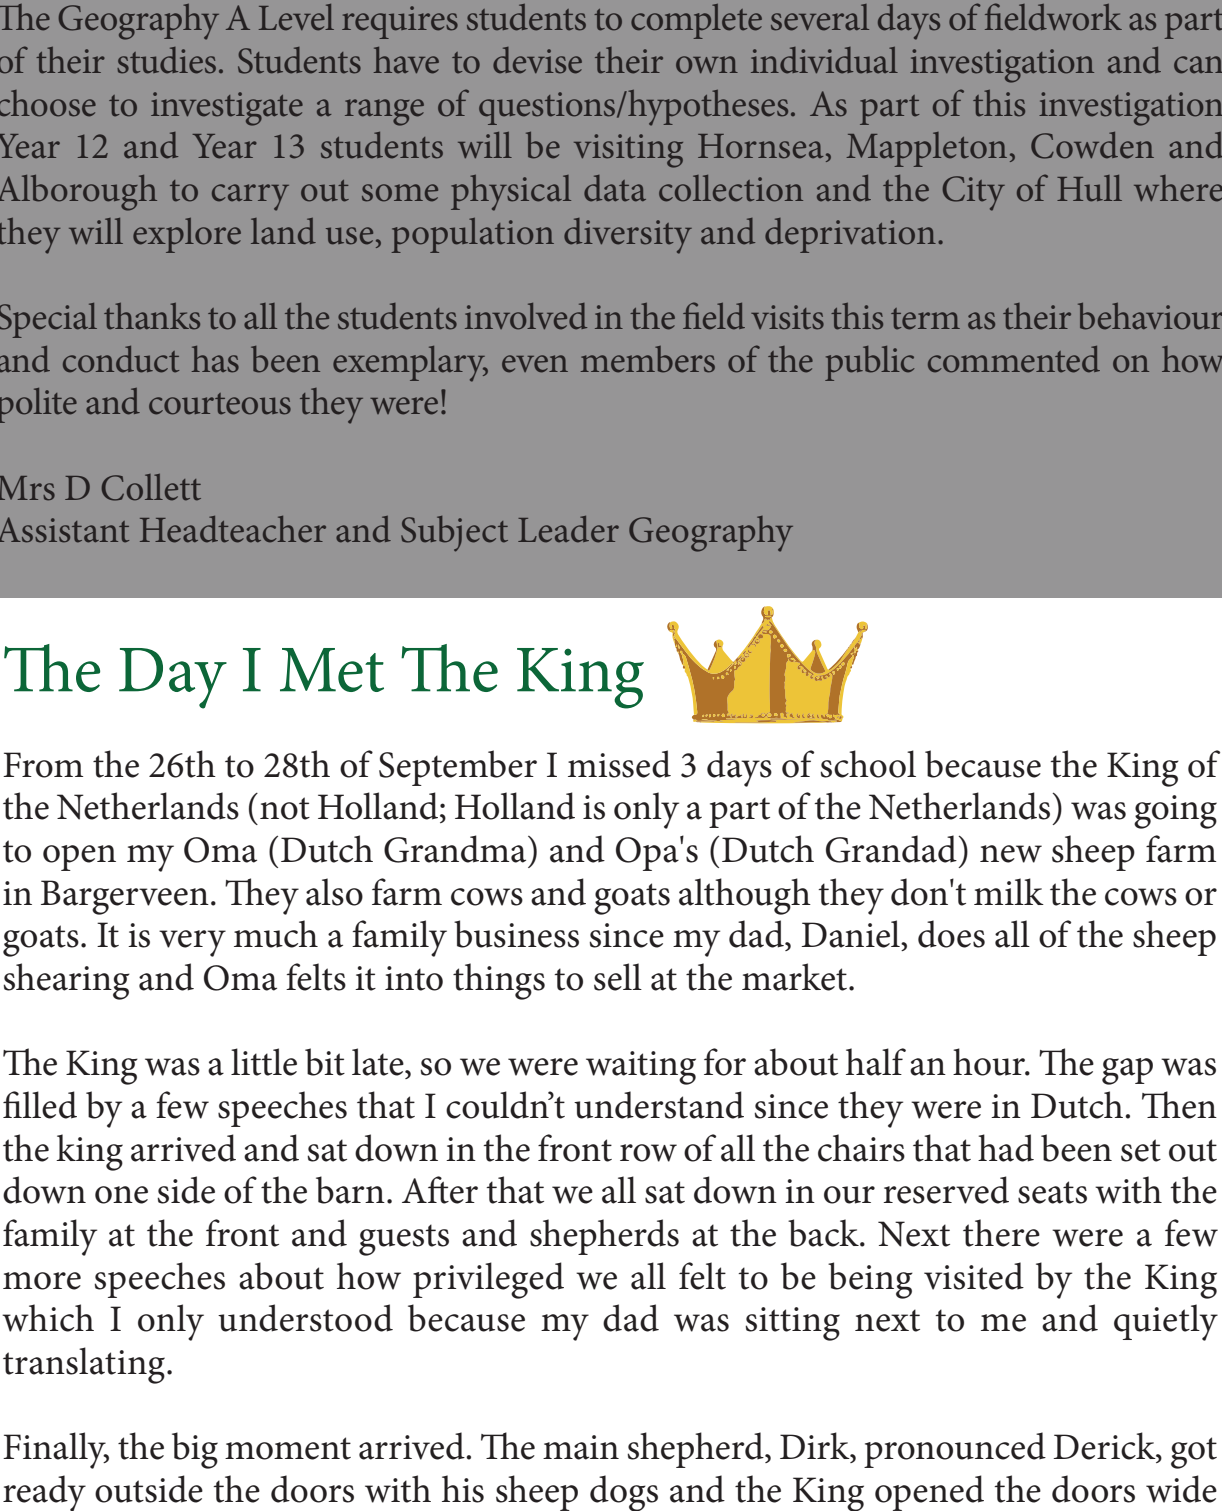 The Geography A Level requires students to complete several days of fieldwork as part
of their studies. Students have to devise their own individual investigation and can
choose to investigate a range of questions/hypotheses. As part of this investigation
Year 12 and Year 13 students will be visiting Hornsea, Mappleton, Cowden and
Alborough to carry out some physical data collection and the City of Hull where
they will explore land use, population diversity and deprivation.
Special thanks to all the students involved in the field visits this term as their behaviour
and conduct has been exemplary, even members of the public commented on how
polite and courteous they were!
Mrs D Collett
Assistant Headteacher and Subject Leader Geography
The Day I Met The King
From the 26th to 28th of September I missed 3 days of school because the King of
the Netherlands (not Holland; Holland is only a part of the Netherlands) was going
to open my Oma (Dutch Grandma) and Opa's (Dutch Grandad) new sheep farm
in Bargerveen. They also farm cows and goats although they don't milk the cows or
goats. It is very much a family business since my dad, Daniel, does all of the sheep
shearing and Oma felts it into things to sell at the market.
The King was a little bit late, so we were waiting for about half an hour. The gap was
filled by a few speeches that I couldn’t understand since they were in Dutch. Then
the king arrived and sat down in the front row of all the chairs that had been set out
down one side of the barn. After that we all sat down in our reserved seats with the
family at the front and guests and shepherds at the back. Next there were a few
more speeches about how privileged we all felt to be being visited by the King
which I only understood because my dad was sitting next to me and quietly
translating.
Finally, the big moment arrived. The main shepherd, Dirk, pronounced Derick, got
ready outside the doors with his sheep dogs and the King opened the doors wide